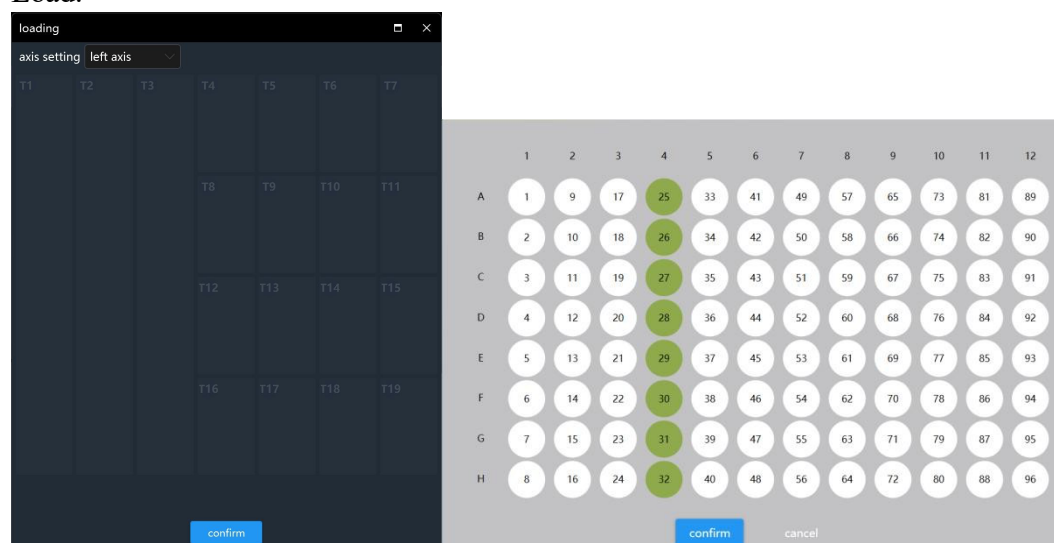 Load.
loading
axis setting left axis
T1 T2 T3 T4 T5 T6 T7
T8 T9 T10 T11
T12 T13 T14 T15
T16 T17 T18 T19
confirm
1 2 3 4 5 6 7 8 9 10 11 12
A 1 9 17 25 33 41 49 57 65 73 81 89
B 2 10 18 26 34 42 50 58 66 74 82 90
C 3 11 19 27 35 43 51 59 67 75 83 91
D 4 12 20 28 36 44 52 60 68 76 84 92
E 5 13 21 29 37 45 53 61 69 77 85 93
F 6 14 22 30 38 46 54 62 70 78 86 94
G 7 15 23 31 39 47 55 63 71 79 87 95
H 8 16 24 32 40 48 56 64 72 80 88 96
confirm cancel